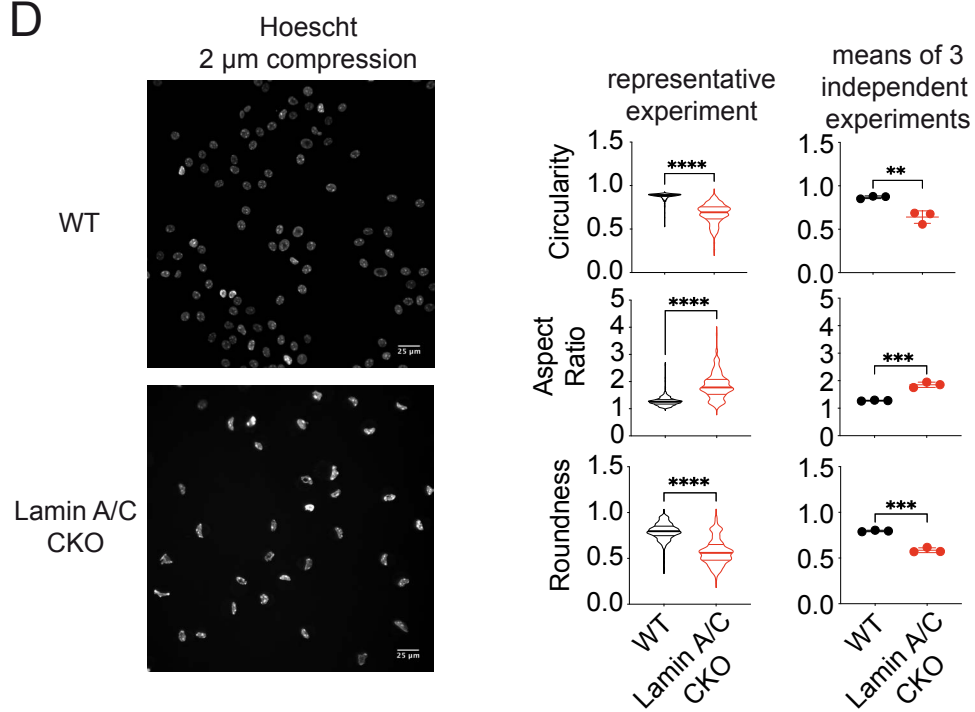 D
Hoescht
2 µm compression
WT
25 µm
Lamin A/C
CKO
25 µm
representative
experiment
means of 3
independent
experiments
Circularity
1.5
1.0
0.5
0.0
****
1.5
1.0
0.5
0.0
**
Aspect
Ratio
5
4
3
2
1
0
****
5
4
3
2
1
0
***
Roundness
1.5
1.0
0.5
0.0
****
1.5
1.0
0.5
0.0
***
WT
Lamin A/C
CKO
WT
Lamin A/C
CKO